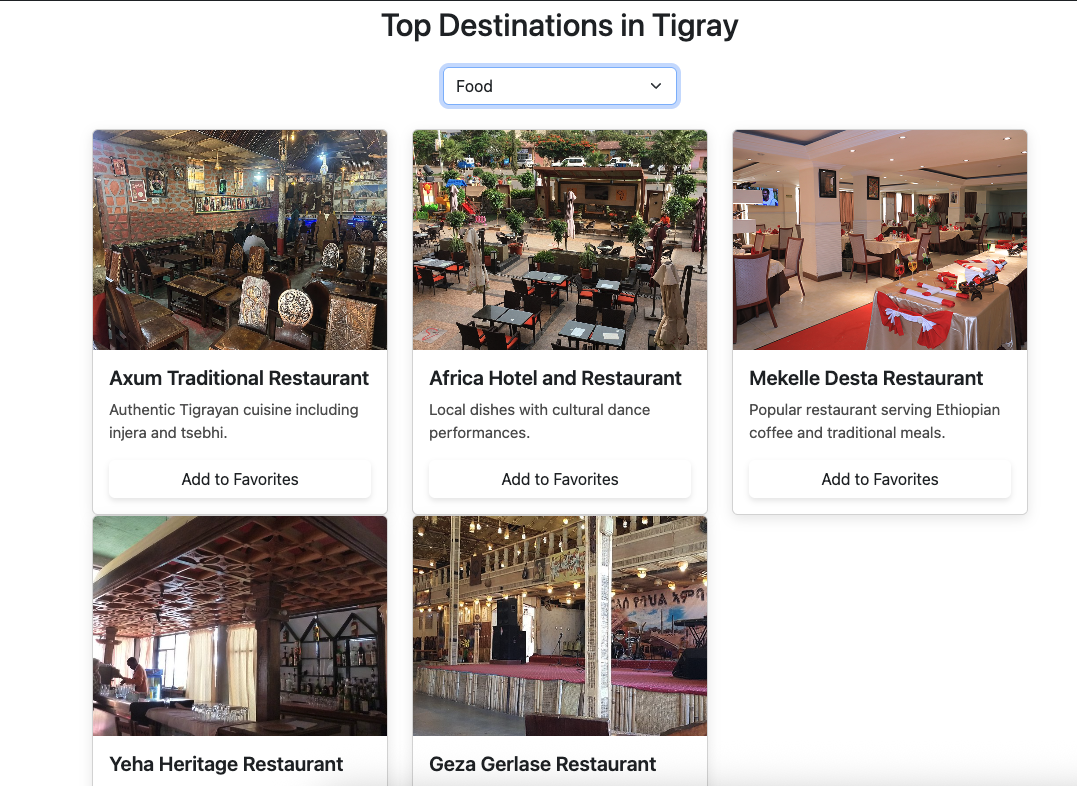 Top Destinations in Tigray
Food
Axum Traditional Restaurant
Authentic Tigrayan cuisine including
injera and tsebhi.
Add to Favorites
Africa Hotel and Restaurant
Local dishes with cultural dance
performances.
Add to Favorites
Mekelle Desta Restaurant
Popular restaurant serving Ethiopian
coffee and traditional meals.
Add to Favorites
Yeha Heritage Restaurant
Geza Gerlase Restaurant